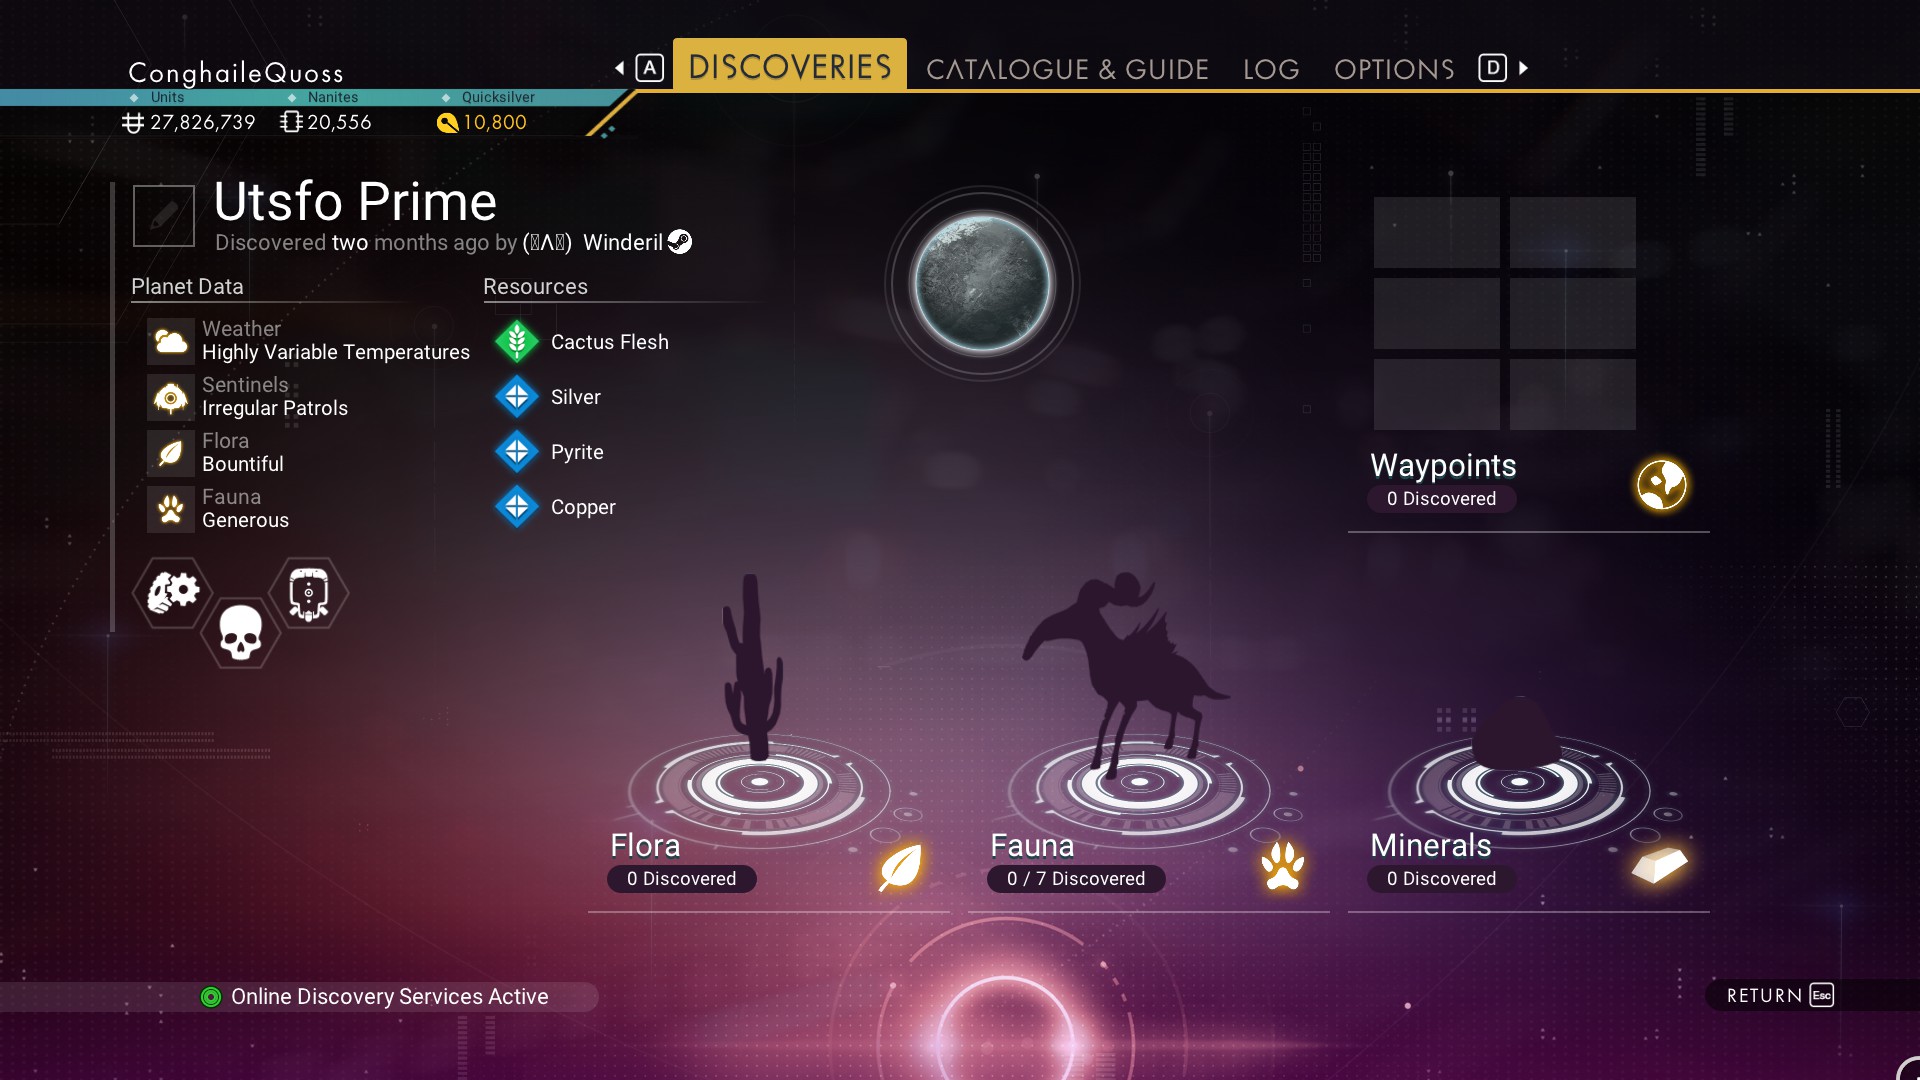 ConghaileQuoss
A DISCOVERIES CATALOGUE & GUIDE LOG OPTIONS D
Units Nanites Quicksilver
27,826,739 20,556 10,800
Utsfo Prime
Discovered two months ago by (▯Λ▯) Winderil
Planet Data
Weather
Highly Variable Temperatures
Sentinels
Irregular Patrols
Flora
Bountiful
Fauna
Generous
Resources
Cactus Flesh
Silver
Pyrite
Copper
Waypoints
0 Discovered
Flora
0 Discovered
Fauna
0 / 7 Discovered
Minerals
0 Discovered
Online Discovery Services Active
RETURN Esc